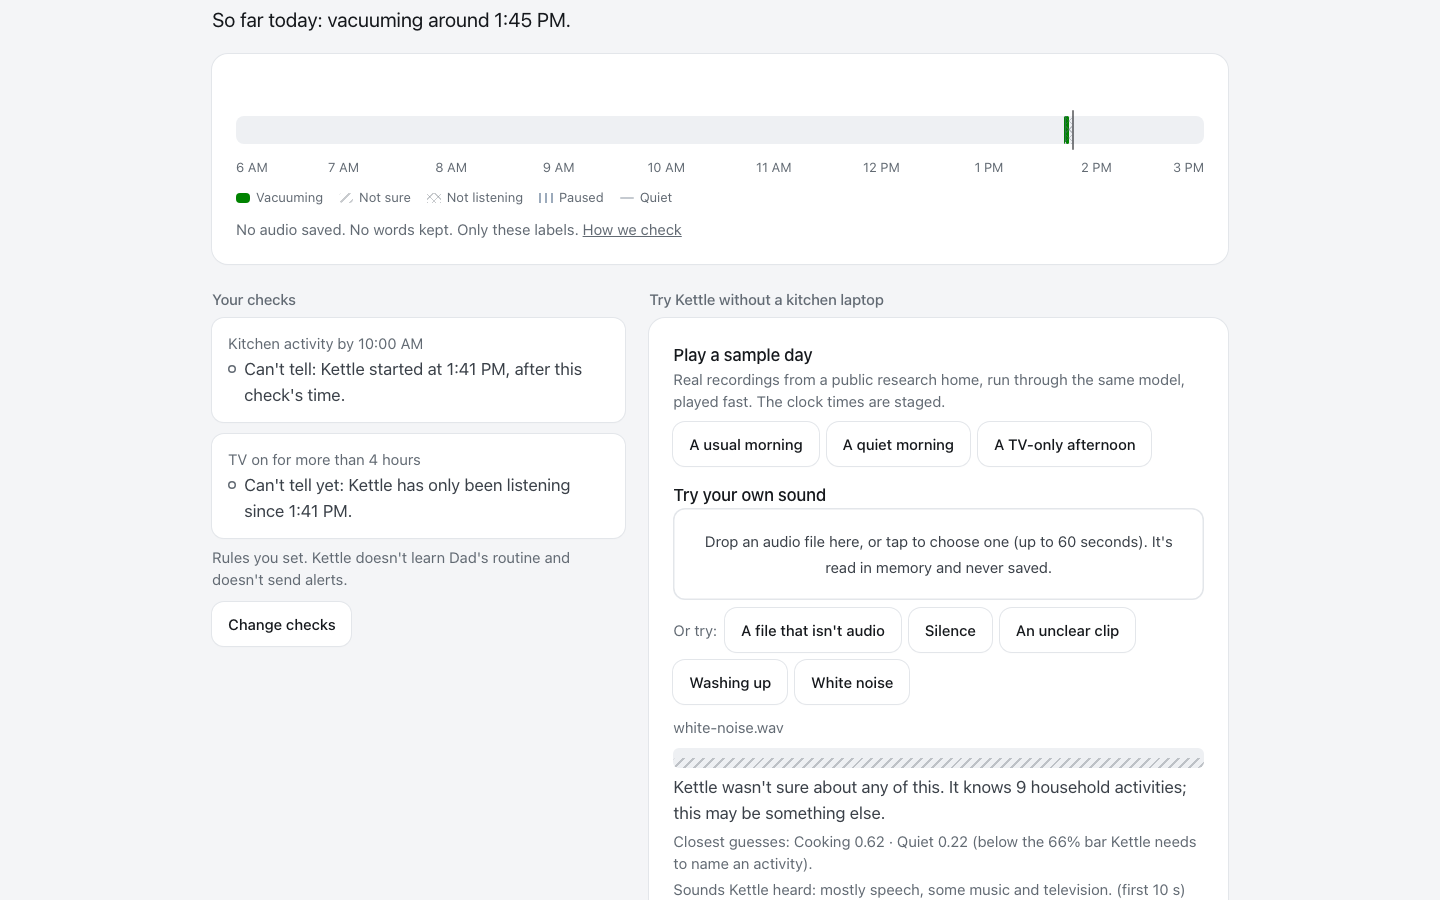 So far today: vacuuming around 1:45 PM.
6 AM 7 AM 8 AM 9 AM 10 AM 11 AM 12 PM 1 PM 2 PM 3 PM
Vacuuming Not sure Not listening Paused Quiet
No audio saved. No words kept. Only these labels. How we check
Your checks
Kitchen activity by 10:00 AM
Can't tell: Kettle started at 1:41 PM, after this
check's time.
TV on for more than 4 hours
Can't tell yet: Kettle has only been listening
since 1:41 PM.
Rules you set. Kettle doesn't learn Dad's routine and
doesn't send alerts.
Change checks
Try Kettle without a kitchen laptop
Play a sample day
Real recordings from a public research home, run through the same model,
played fast. The clock times are staged.
A usual morning A quiet morning A TV-only afternoon
Try your own sound
Drop an audio file here, or tap to choose one (up to 60 seconds). It's
read in memory and never saved.
Or try: A file that isn't audio Silence An unclear clip
Washing up White noise
white-noise.wav
Kettle wasn't sure about any of this. It knows 9 household activities;
this may be something else.
Closest guesses: Cooking 0.62 · Quiet 0.22 (below the 66% bar Kettle needs
to name an activity).
Sounds Kettle heard: mostly speech, some music and television. (first 10 s)